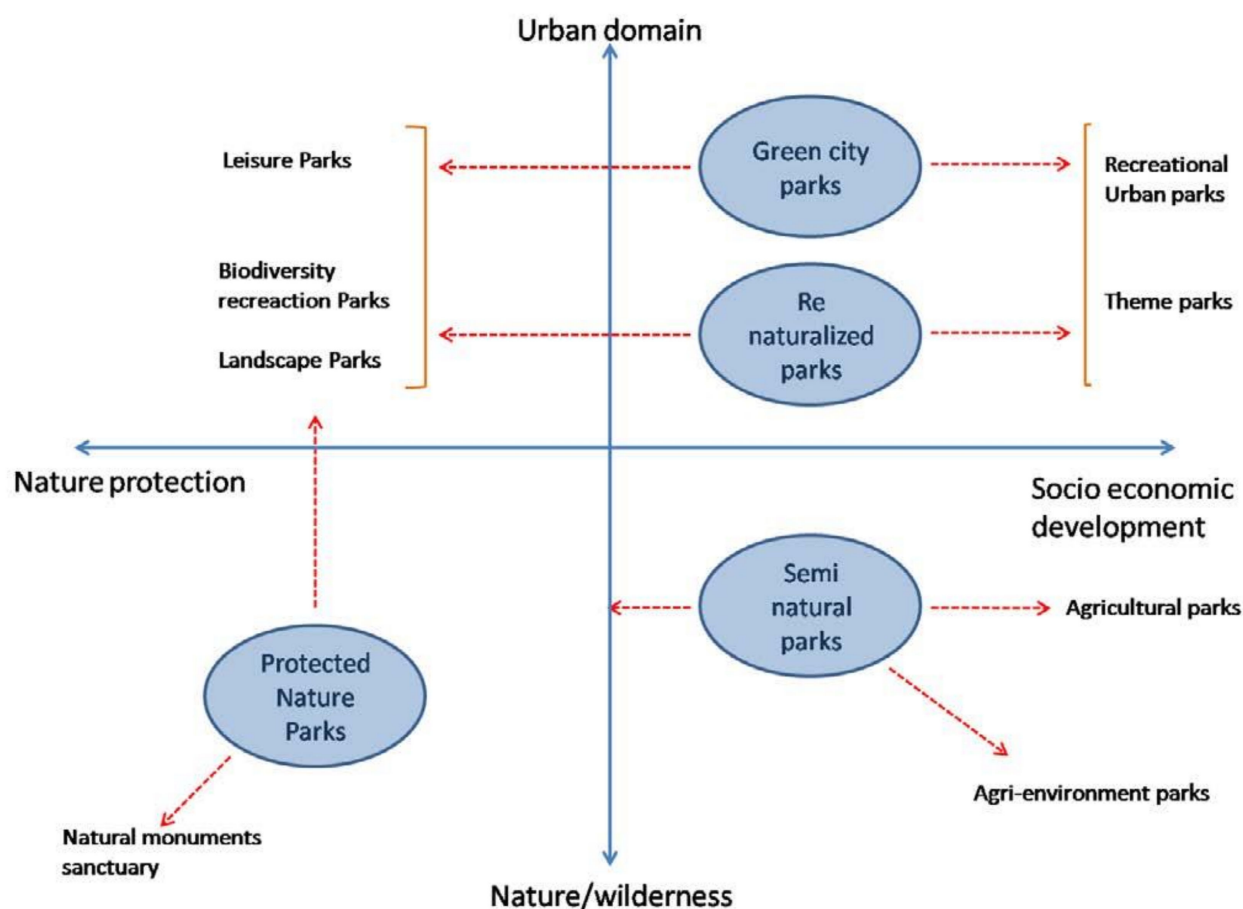 Urban domain
Leisure Parks
Green city
parks
Recreational
Urban parks
Biodiversity
recreaction Parks
Landscape Parks
Re
naturalized
parks
Theme parks
Nature protection
Socio economic
development
Semi
natural
parks
Agricultural parks
Protected
Nature
Parks
Agri-environment parks
Natural monuments
sanctuary
Nature/wilderness